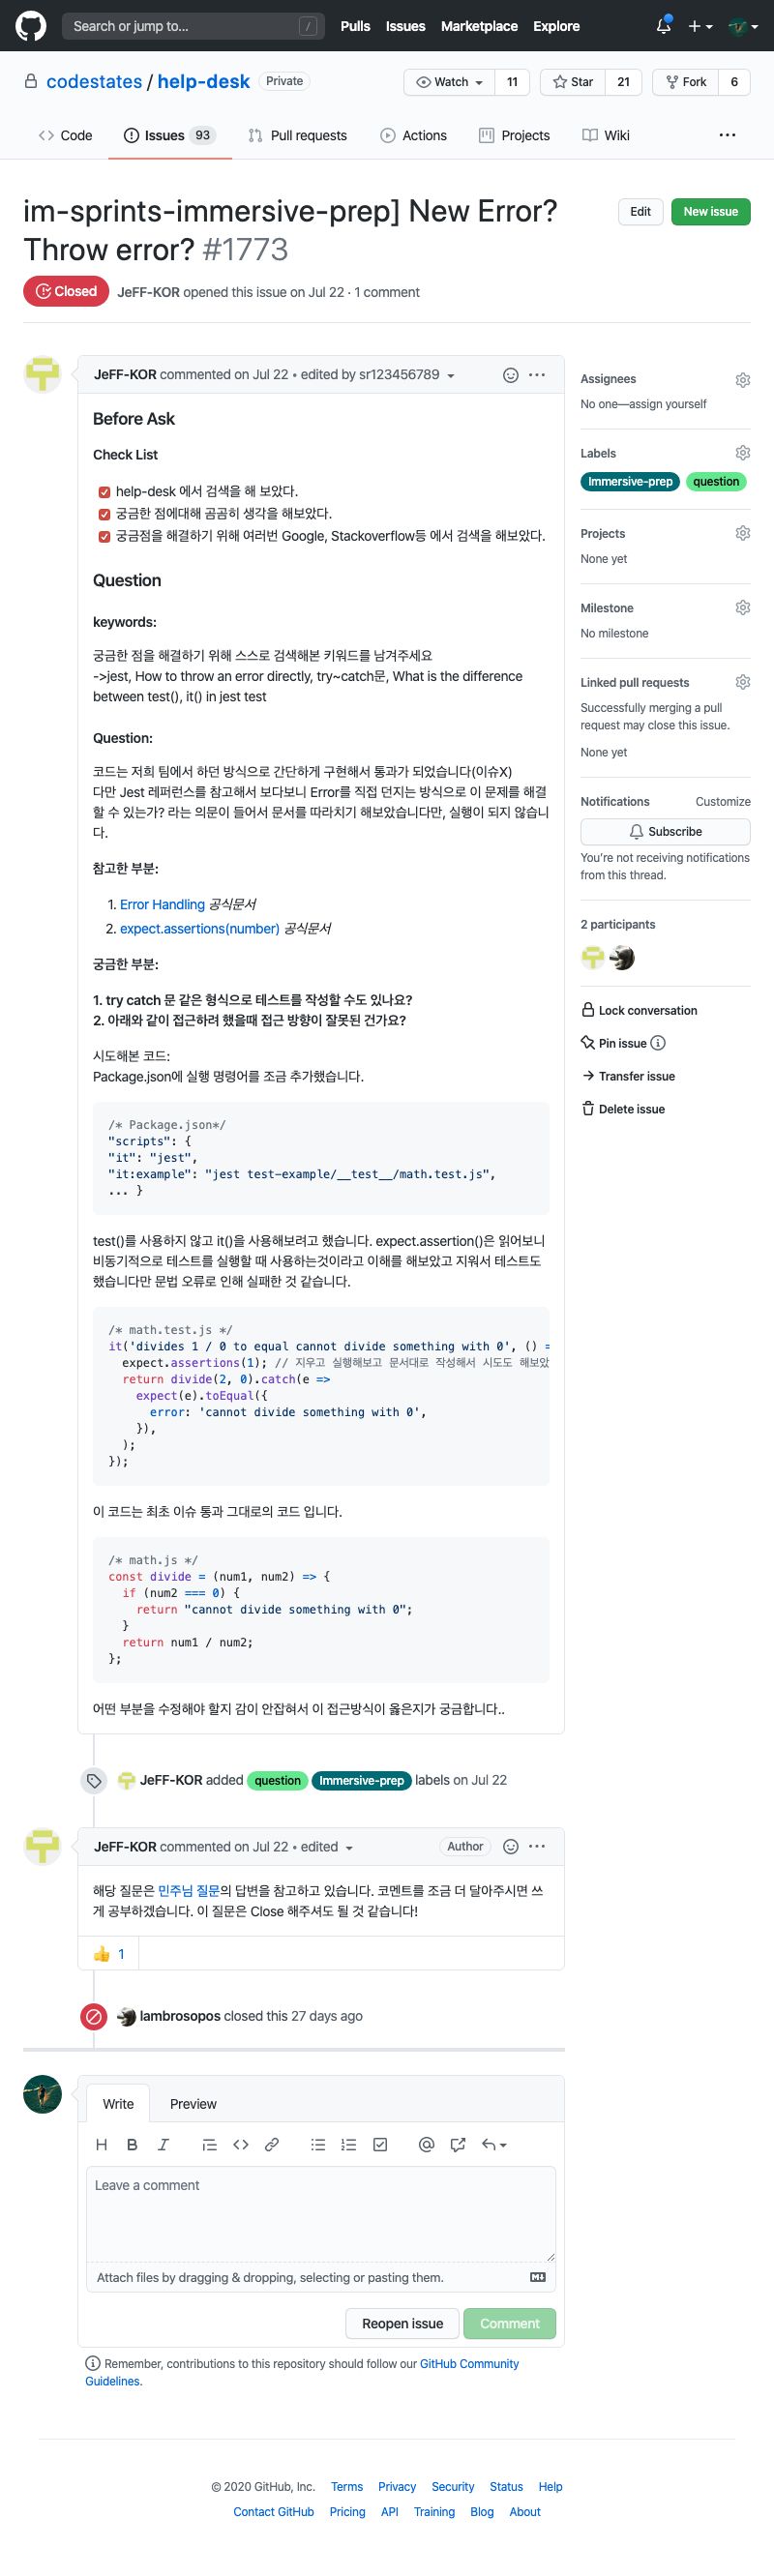 Search or jump to...
/
Pulls
Issues
Marketplace
Explore
codestates / help-desk
Private
Watch
11
Star
21
Fork
6
Code
Issues 93
Pull requests
Actions
Projects
Wiki
im-sprints-immersive-prep] New Error?
Throw error? #1773
Edit
New issue
Closed
JeFF-KOR opened this issue on Jul 22 · 1 comment
JeFF-KOR commented on Jul 22 • edited by sr123456789
Before Ask
Check List
help-desk 에서 검색을 해 보았다.
궁금한 점에대해 곰곰히 생각을 해보았다.
궁금점을 해결하기 위해 여러번 Google, Stackoverflow등 에서 검색을 해보았다.
Question
keywords:
궁금한 점을 해결하기 위해 스스로 검색해본 키워드를 남겨주세요
->jest, How to throw an error directly, try~catch문, What is the difference
between test(), it() in jest test
Question:
코드는 저희 팀에서 하던 방식으로 간단하게 구현해서 통과가 되었습니다(이슈X)
다만 Jest 레퍼런스를 참고해서 보다보니 Error를 직접 던지는 방식으로 이 문제를 해결
할 수 있는가? 라는 의문이 들어서 문서를 따라치기 해보았습니다만, 실행이 되지 않습니
다.
참고한 부분:
1. Error Handling 공식문서
2. expect.assertions(number) 공식문서
궁금한 부분:
1. try catch 문 같은 형식으로 테스트를 작성할 수도 있나요?
2. 아래와 같이 접근하려 했을때 접근 방향이 잘못된 건가요?
시도해본 코드:
Package.json에 실행 명령어를 조금 추가했습니다.
/* Package.json*/
"scripts": {
"it": "jest",
"it:example": "jest test-example/__test__/math.test.js",
... }
test()를 사용하지 않고 it()을 사용해보려고 했습니다. expect.assertion()은 읽어보니
비동기적으로 테스트를 실행할 때 사용하는것이라고 이해를 해보았고 지워서 테스트도
했습니다만 문법 오류로 인해 실패한 것 같습니다.
/* math.test.js */
it('divides 1 / 0 to equal cannot divide something with 0', () =
expect.assertions(1); // 지우고 실행해보고 문서대로 작성해서 시도도 해보았
return divide(2, 0).catch(e =>
expect(e).toEqual({
error: 'cannot divide something with 0',
}),
);
});
이 코드는 최초 이슈 통과 그대로의 코드 입니다.
/* math.js */
const divide = (num1, num2) => {
if (num2 === 0) {
return "cannot divide something with 0";
}
return num1 / num2;
};
어떤 부분을 수정해야 할지 감이 안잡혀서 이 접근방식이 옳은지가 궁금합니다..
JeFF-KOR added question Immersive-prep labels on Jul 22
JeFF-KOR commented on Jul 22 • edited
Author
해당 질문은 민주님 질문의 답변을 참고하고 있습니다. 코멘트를 조금 더 달아주시면 쓰
게 공부하겠습니다. 이 질문은 Close 해주셔도 될 것 같습니다!
👍 1
lambrosopos closed this 27 days ago
Write
Preview
Leave a comment
Attach files by dragging & dropping, selecting or pasting them.
Reopen issue
Comment
Remember, contributions to this repository should follow our GitHub Community
Guidelines.
Assignees
No one—assign yourself
Labels
Immersive-prep
question
Projects
None yet
Milestone
No milestone
Linked pull requests
Successfully merging a pull
request may close this issue.
None yet
Notifications
Customize
Subscribe
You're not receiving notifications
from this thread.
2 participants
Lock conversation
Pin issue
Transfer issue
Delete issue
© 2020 GitHub, Inc.
Terms
Privacy
Security
Status
Help
Contact GitHub
Pricing
API
Training
Blog
About